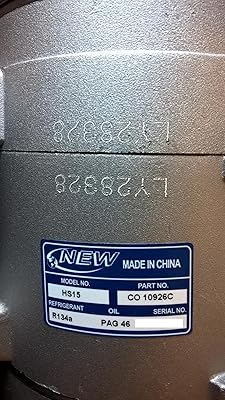 LY28328
LY28328
NEW MADE IN CHINA
MODEL NO. PART NO.
HS15 CO 10926C
REFRIGERANT OIL SERIAL NO.
R134a PAG 46